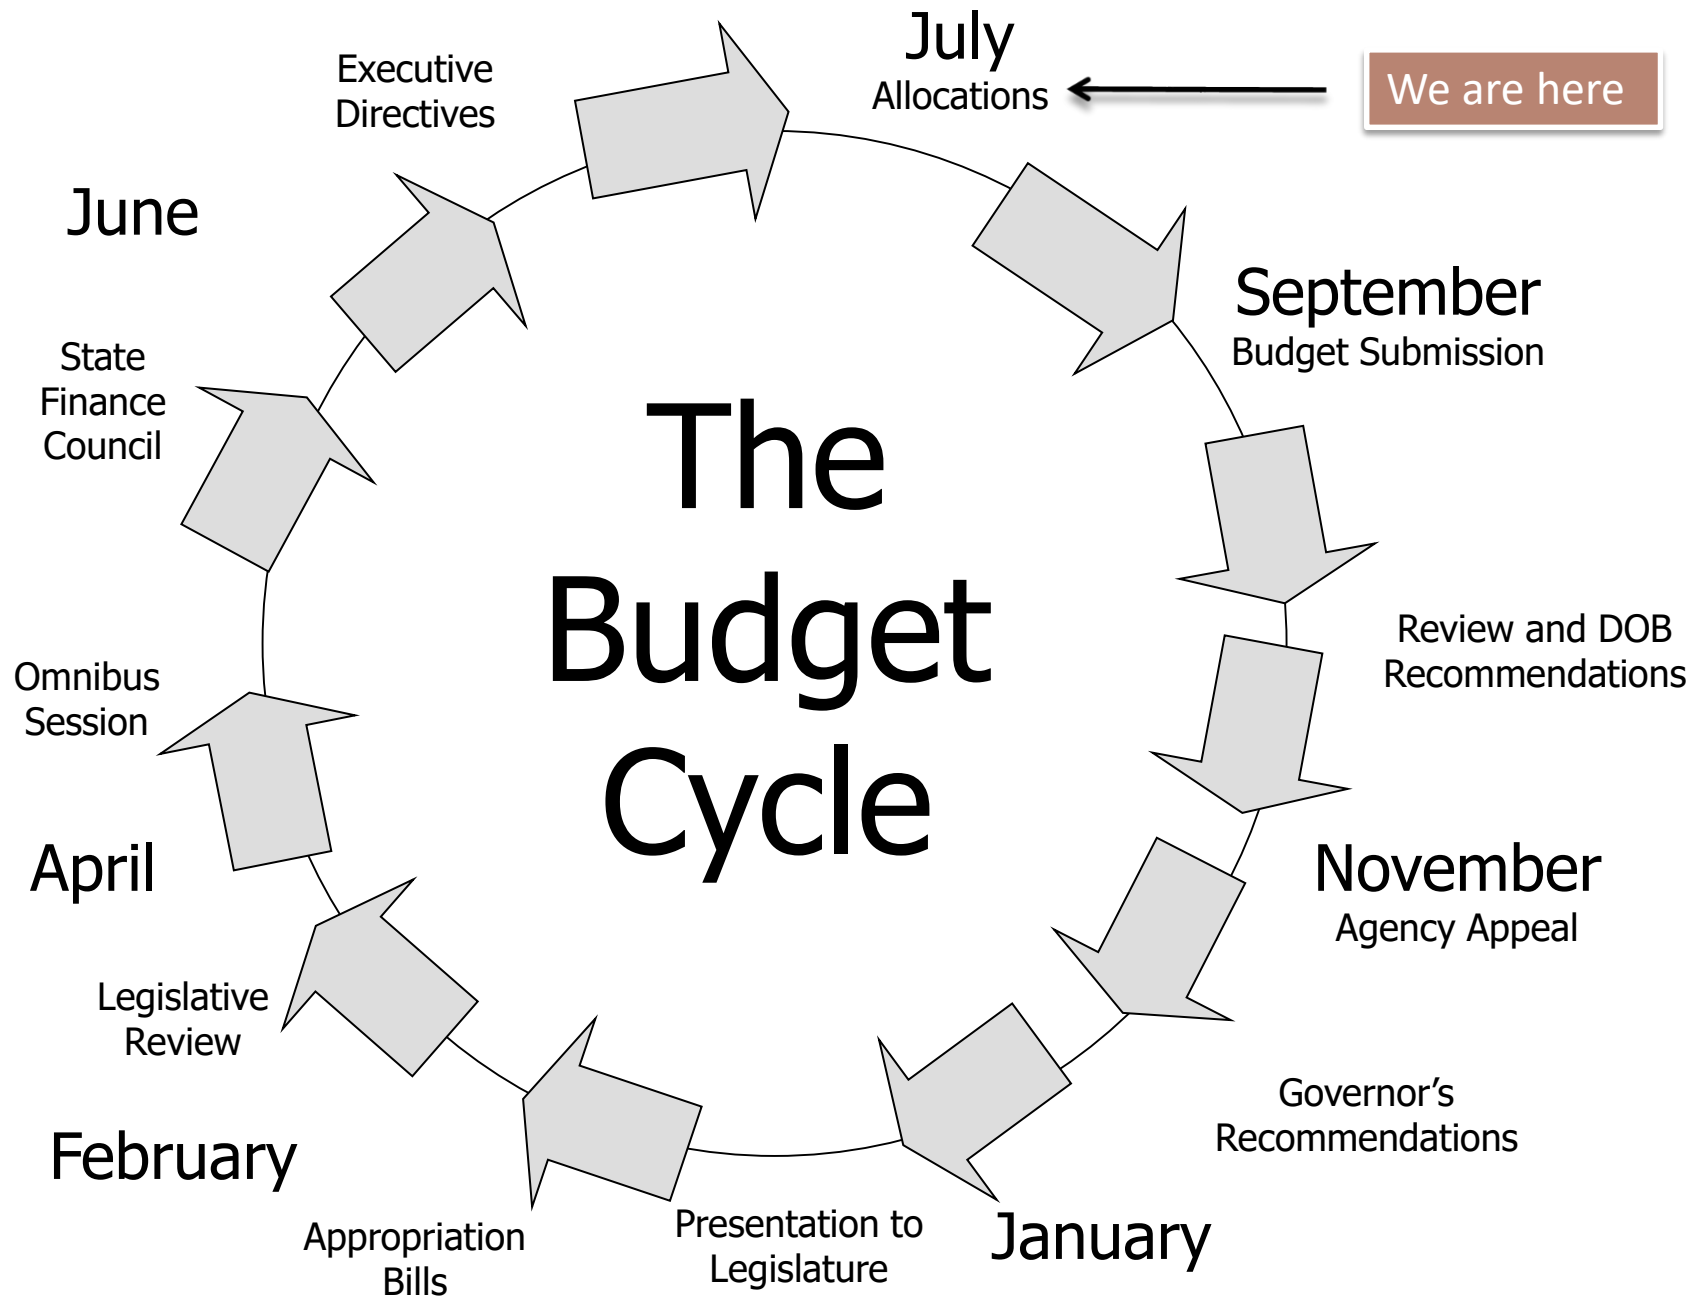 July
Allocations
We are here
September
Budget Submission
Review and DOB
Recommendations
November
Agency Appeal
Governor’s
Recommendations
January
Presentation to
Legislature
Appropriation
Bills
February
Legislative
Review
April
Omnibus
Session
State
Finance
Council
June
Executive
Directives
The
Budget
Cycle